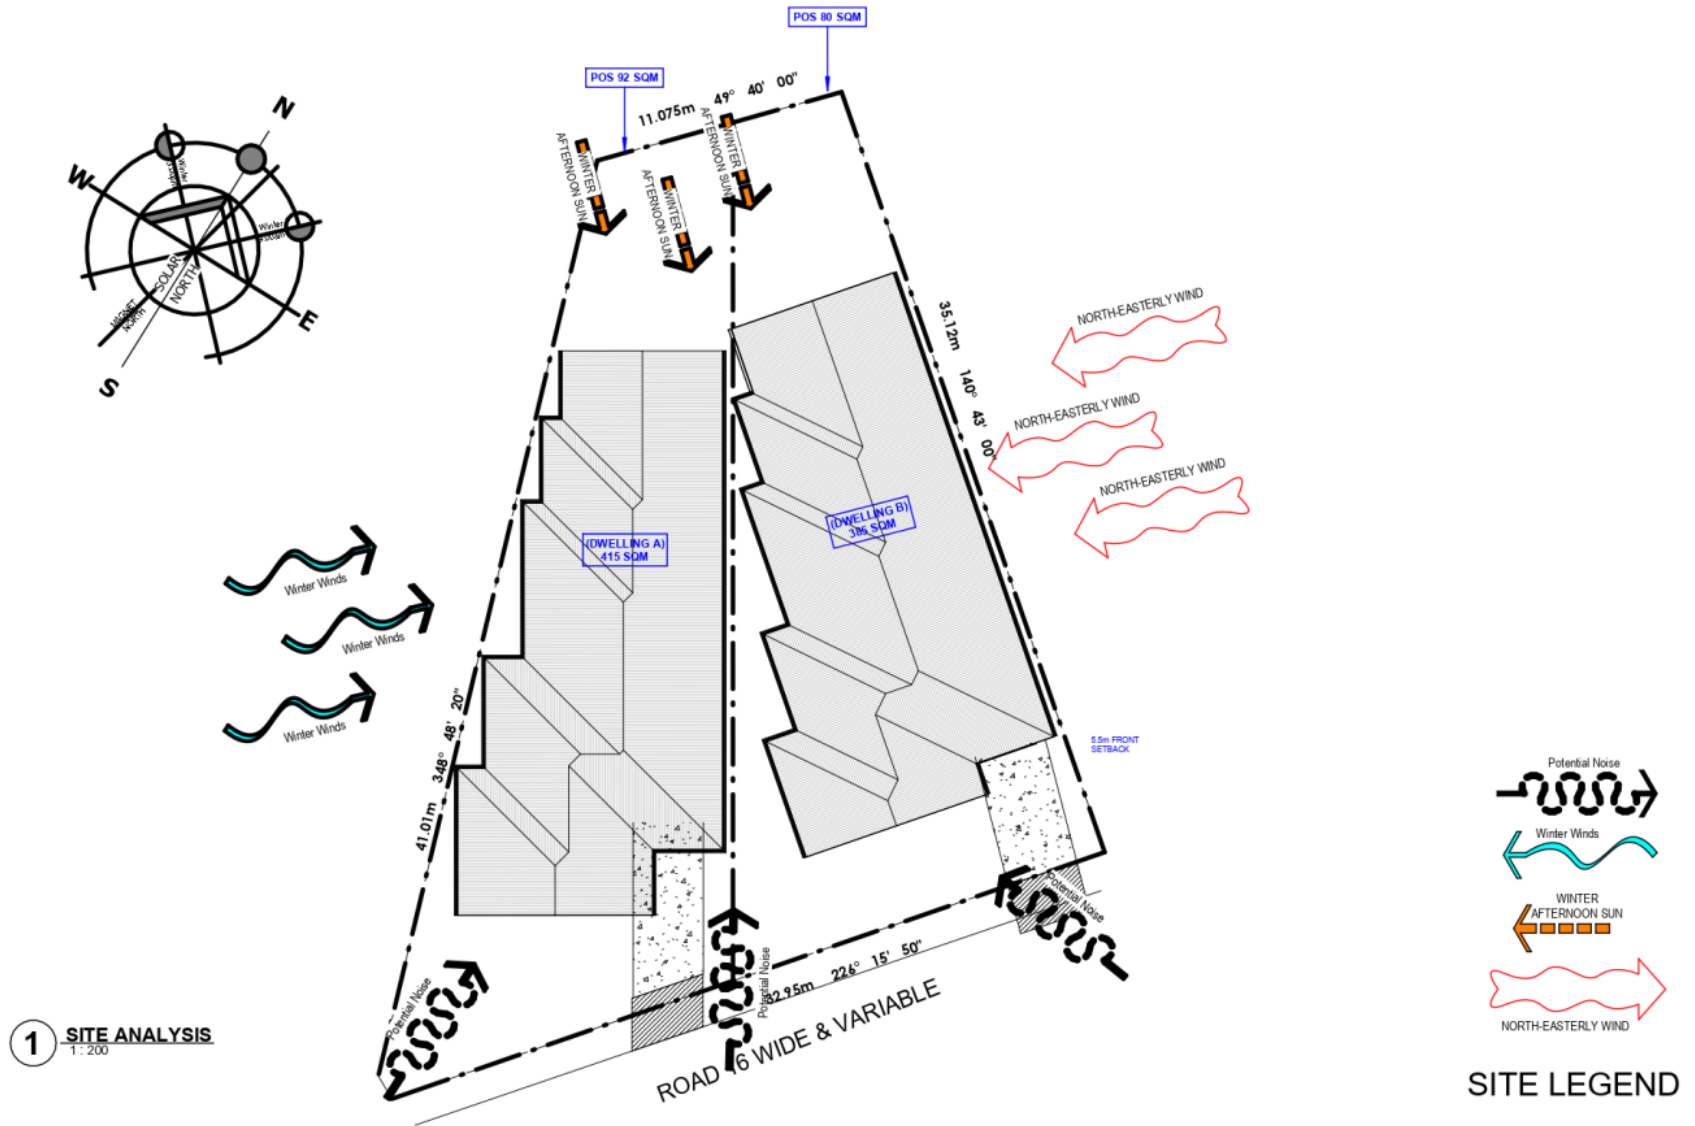 POS 80 SQM
POS 92 SQM
11.075m 49° 40' 00"
N
W
E
S
Winter
Winter
SOLAR
NORTH
MAGNET
NORTH
WINTER
AFTERNOON SUN
WINTER
AFTERNOON SUN
WINTER
AFTERNOON SUN
35.12m 140° 43' 00"
NORTH-EASTERLY WIND
NORTH-EASTERLY WIND
NORTH-EASTERLY WIND
(DWELLING A)
415 SQM
(DWELLING B)
385 SQM
Winter Winds
Winter Winds
Winter Winds
41.01m 348° 48' 20"
5.5m FRONT
SETBACK
Potential Noise
Potential Noise
Potential Noise
32.95m 226° 15' 50"
ROAD 16 WIDE & VARIABLE
1 SITE ANALYSIS
1 : 200
Potential Noise
Winter Winds
WINTER
AFTERNOON SUN
NORTH-EASTERLY WIND
SITE LEGEND